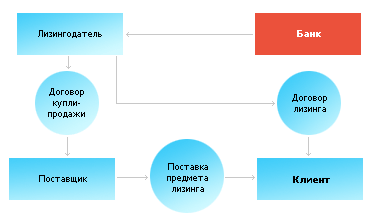 Лизингодатель
Банк
Договор
купли-
продажи
Договор
лизинга
Поставщик
Поставка
предмета
лизинга
Клиент